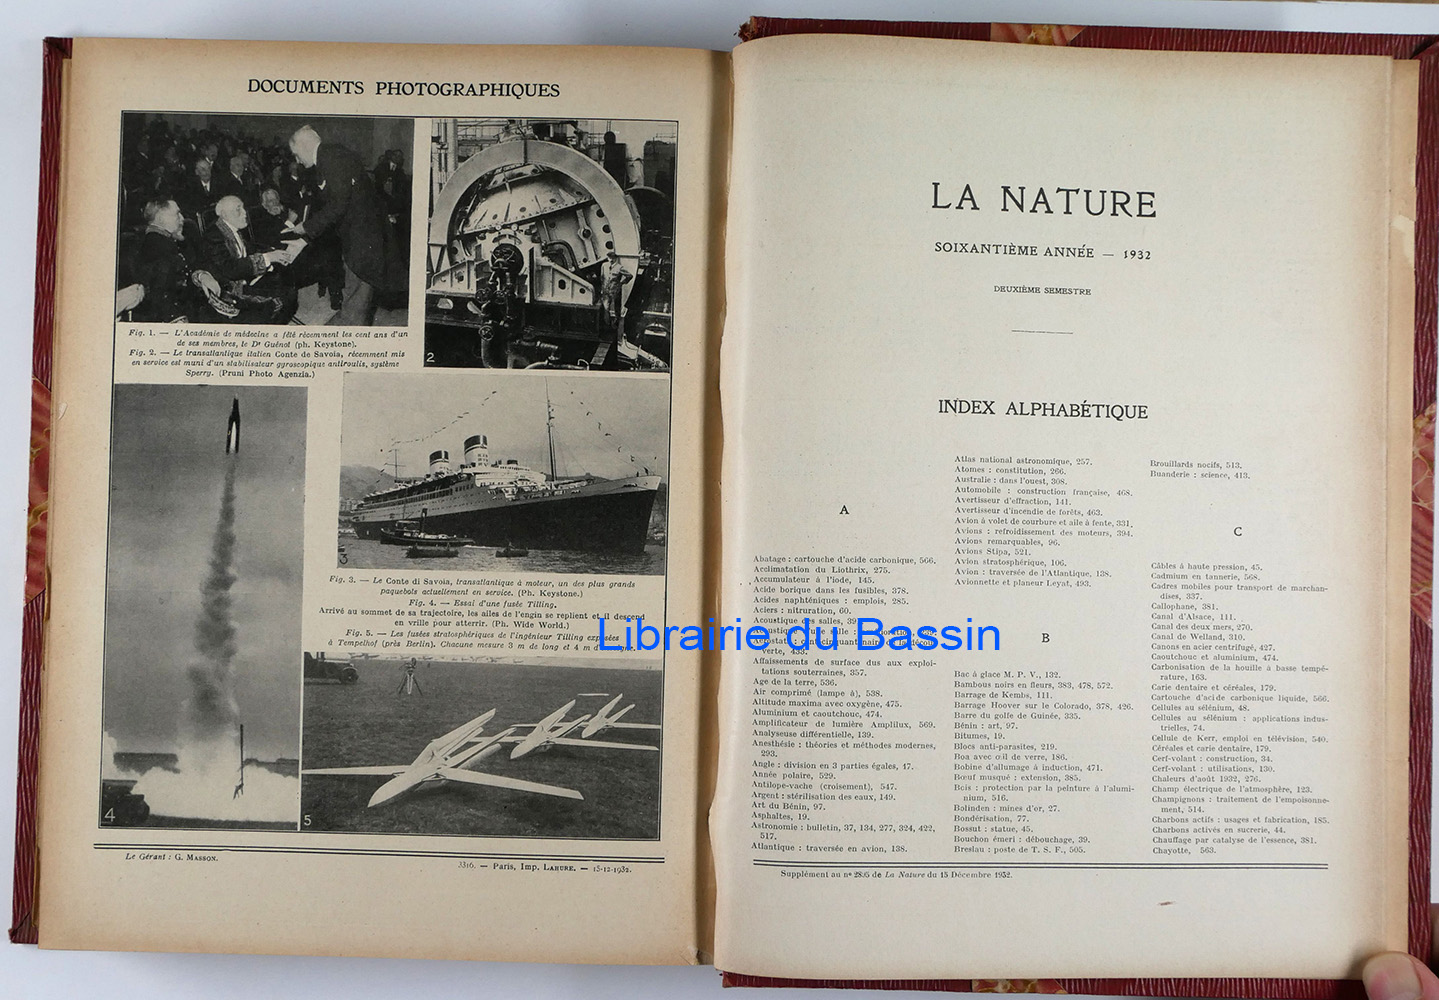 DOCUMENTS PHOTOGRAPHIQUES
Fig. 1. — L'Académie de médecine a fêté récemment les cent ans d'un
de ses membres, le Dr Guéniot (ph. Keystone).
Fig. 2. — Le transatlantique italien Conte de Savoia, récemment mis
en service est muni d'un stabilisateur gyroscopique antiroulis, système
Sperry. (Pruni Photo Agenzia.)
2
3
Fig. 3. — Le Conte di Savoia, transatlantique à moteur, un des plus grands
paquebots actuellement en service. (Ph. Keystone.)
Fig. 4. — Essai d'une fusée Tilling.
Arrivé au sommet de sa trajectoire, les ailes de l'engin se replient et il descend
en vrille pour atterrir. (Ph. Wide World.)
Fig. 5. — Les fusées stratosphériques de l'ingénieur Tilling exposées
à Tempelhof (près Berlin). Chacune mesure 3 m de long et 4 m
4
5
Le Gérant : G. MASSON.
3316. — Paris, Imp. LAHURE. — 15-12-1932.
LA NATURE
SOIXANTIÈME ANNÉE — 1932
DEUXIÈME SEMESTRE
INDEX ALPHABÉTIQUE
A
Abatage : cartouche d'acide carbonique, 566.
Acclimatation du Liothrix, 275.
Accumulateur à l'iode, 145.
Acide borique dans les fusibles, 378.
Acides naphténiques : emplois, 285.
Aciers : nitruration, 60.
Acoustique des salles,
verte, 433.
Affaissements de surface dus aux exploi-
tations souterraines, 357.
Age de la terre, 536.
Air comprimé (lampe à), 538.
Altitude maxima avec oxygène, 475.
Aluminium et caoutchouc, 474.
Amplificateur de lumière Amplilux, 569.
Analyseuse différentielle, 139.
Anesthésie : théories et méthodes modernes,
293.
Angle : division en 3 parties égales, 17.
Année polaire, 529.
Antilope-vache (croisement), 547.
Argent : stérilisation des eaux, 149.
Art du Bénin, 97.
Asphaltes, 19.
Astronomie : bulletin, 37, 134, 277, 324, 422,
517.
Atlantique : traversée en avion, 138.
Atlas national astronomique, 257.
Atomes : constitution, 266.
Australie : dans l'ouest, 308.
Automobile : construction française, 468.
Avertisseur d'effraction, 141.
Avertisseur d'incendie de forêts, 463.
Avion à volet de courbure et aile à fente, 331.
Avions : refroidissement des moteurs, 394.
Avions remarquables, 96.
Avions Stipa, 521.
Avion stratosphérique, 106.
Avion : traversée de l'Atlantique, 138.
Avionnette et planeur Leyat, 493.
B
Bac à glace M. P. V., 132.
Bambous noirs en fleurs, 383, 478, 572.
Barrage de Kembs, 111.
Barrage Hoover sur le Colorado, 378, 426.
Barre du golfe de Guinée, 335.
Bénin : art, 97.
Bitumes, 19.
Blocs anti-parasites, 219.
Boa avec œil de verre, 186.
Bobine d'allumage à induction, 471.
Bœuf musqué : extension, 385.
Bois : protection par la peinture à l'alumi-
nium, 516.
Bolinden : mines d'or, 27.
Bondérisation, 77.
Bossut : statue, 45.
Bouchon émeri : débouchage, 39.
Breslau : poste de T. S. F., 505.
Brouillards nocifs, 513.
Buanderie : science, 413.
C
Câbles à haute pression, 45.
Cadmium en tannerie, 568.
Cadres mobiles pour transport de marchan-
dises, 337.
Callophane, 381.
Canal d'Alsace, 111.
Canal des deux mers, 270.
Canal de Welland, 310.
Canons en acier centrifugé, 427.
Caoutchouc et aluminium, 474.
Carbonisation de la houille à basse tempé-
rature, 163.
Carie dentaire et céréales, 179.
Cartouche d'acide carbonique liquide, 566.
Cellules au sélénium, 48.
Cellules au sélénium : applications indus-
trielles, 74.
Cellule de Kerr, emploi en télévision, 540.
Céréales et carie dentaire, 179.
Cerf-volant : construction, 34.
Cerf-volant : utilisations, 130.
Chaleurs d'août 1932, 276.
Champ électrique de l'atmosphère, 123.
Champignons : traitement de l'empoisonne-
ment, 514.
Charbons actifs : usages et fabrication, 185.
Charbons activés en sucrerie, 44.
Chauffage par catalyse de l'essence, 381.
Chayotte, 563.
Supplément au n° 2895 de La Nature du 15 Décembre 1932.
Librairie du Bassin